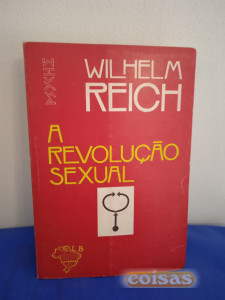 WILHELM
REICH
A
REVOLUÇÃO
SEXUAL
coisas